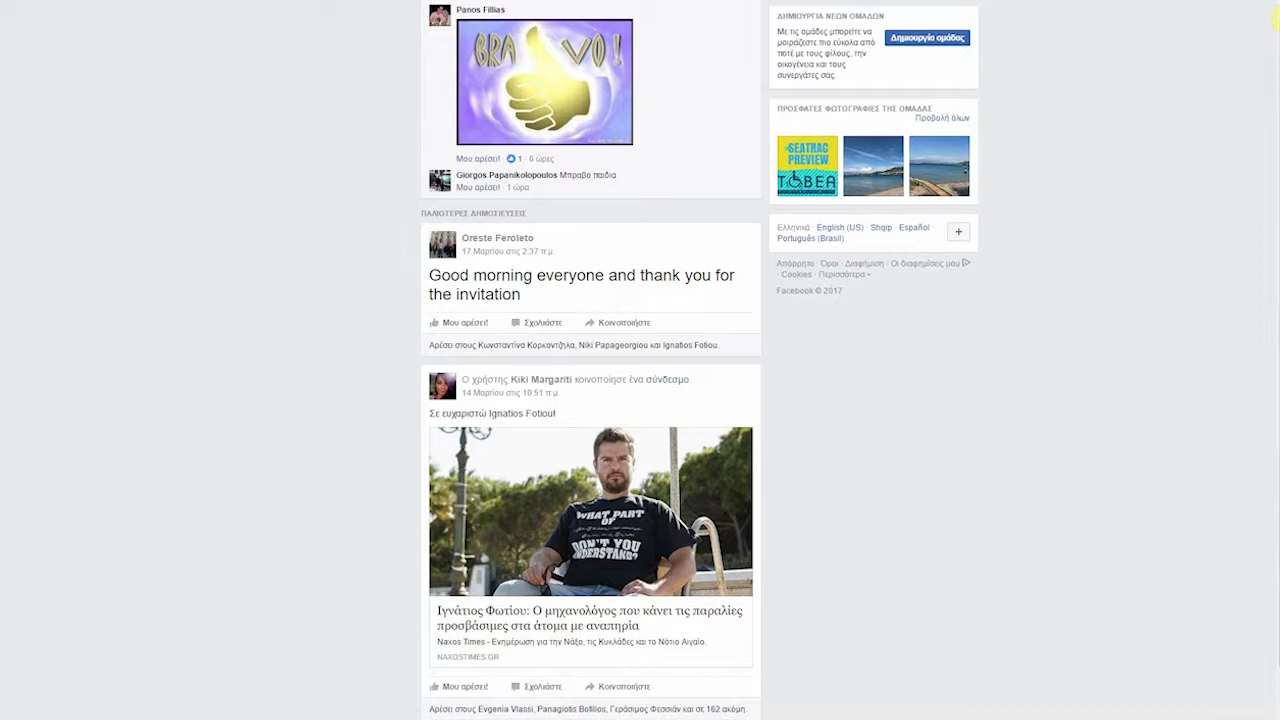 Panos Fillias
BRAVO!
Μου αρέσει! · 1 · 6 ώρες
Giorgos Papanikolopoulos Μπραβο παιδια
Μου αρέσει! · 1 ώρα
ΠΑΛΙΟΤΕΡΕΣ ΔΗΜΟΣΙΕΥΣΕΙΣ
Oreste Feroleto
17 Μαρτίου στις 2:37 π.μ.
Good morning everyone and thank you for
the invitation
Μου αρέσει! Σχολιάστε Κοινοποιήστε
Αρέσει στους Κωνσταντίνα Κορκοντζηλα, Niki Papageorgiou και Ignatios Fotiou.
Ο χρήστης Kiki Margariti κοινοποίησε ένα σύνδεσμο.
14 Μαρτίου στις 10:51 π.μ.
Σε ευχαριστώ Ignatios Fotiou!
WHAT PART
OF
DON'T YOU
UNDERSTAND?
Ιγνάτιος Φωτίου: Ο μηχανολόγος που κάνει τις παραλίες
προσβάσιμες στα άτομα με αναπηρία
Naxos Times - Ενημέρωση για την Νάξο, τις Κυκλάδες και το Νότιο Αιγαίο.
NAXOSTIMES.GR
Μου αρέσει! Σχολιάστε Κοινοποιήστε
Αρέσει στους Evgenia Vlassi, Panagiotis Bofilios, Γεράσιμος Φεσσιάν και σε 162 ακόμη.
ΔΗΜΙΟΥΡΓΙΑ ΝΕΩΝ ΟΜΑΔΩΝ
Με τις ομάδες μπορείτε να
μοιράζεστε πιο εύκολα από
ποτέ με τους φίλους, την
οικογένεια και τους
συνεργάτες σας.
Δημιουργία ομάδας
ΠΡΟΣΦΑΤΕΣ ΦΩΤΟΓΡΑΦΙΕΣ ΤΗΣ ΟΜΑΔΑΣ
Προβολή όλων
SEATRAC
PREVIEW
TOBEA
Ελληνικά · English (US) · Shqip · Español ·
Português (Brasil)
+
Απόρρητο · Όροι · Διαφήμιση · Οι διαφημίσεις μου
· Cookies · Περισσότερα
Facebook © 2017